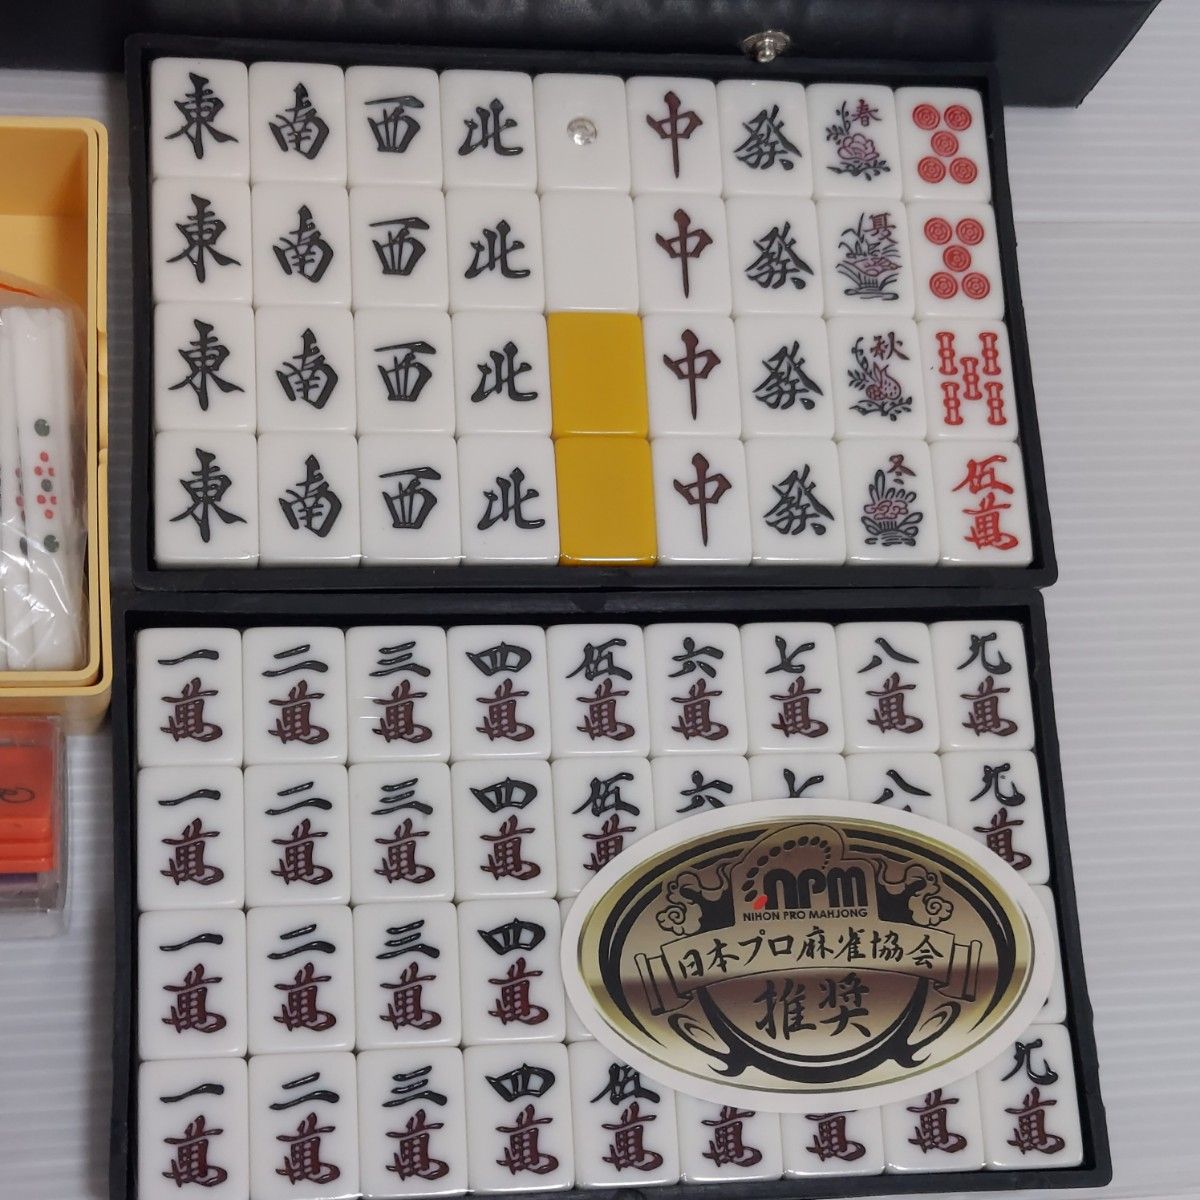 東 南 西 北 中 發 春
東 南 西 北 中 發 夏
東 南 西 北 中 發 秋
東 南 西 北 中 發 冬 伍萬
一萬 二萬 三萬 四萬 伍萬 六萬 七萬 八萬 九萬
一萬 二萬 三萬 四萬 伍萬 六 七 八 九萬
一萬 二萬 三萬 四萬
一萬 二萬 三萬 四萬 伍萬 萬 萬 萬 九萬
npm
NIHON PRO MAHJONG
日本プロ麻雀協会
推奨